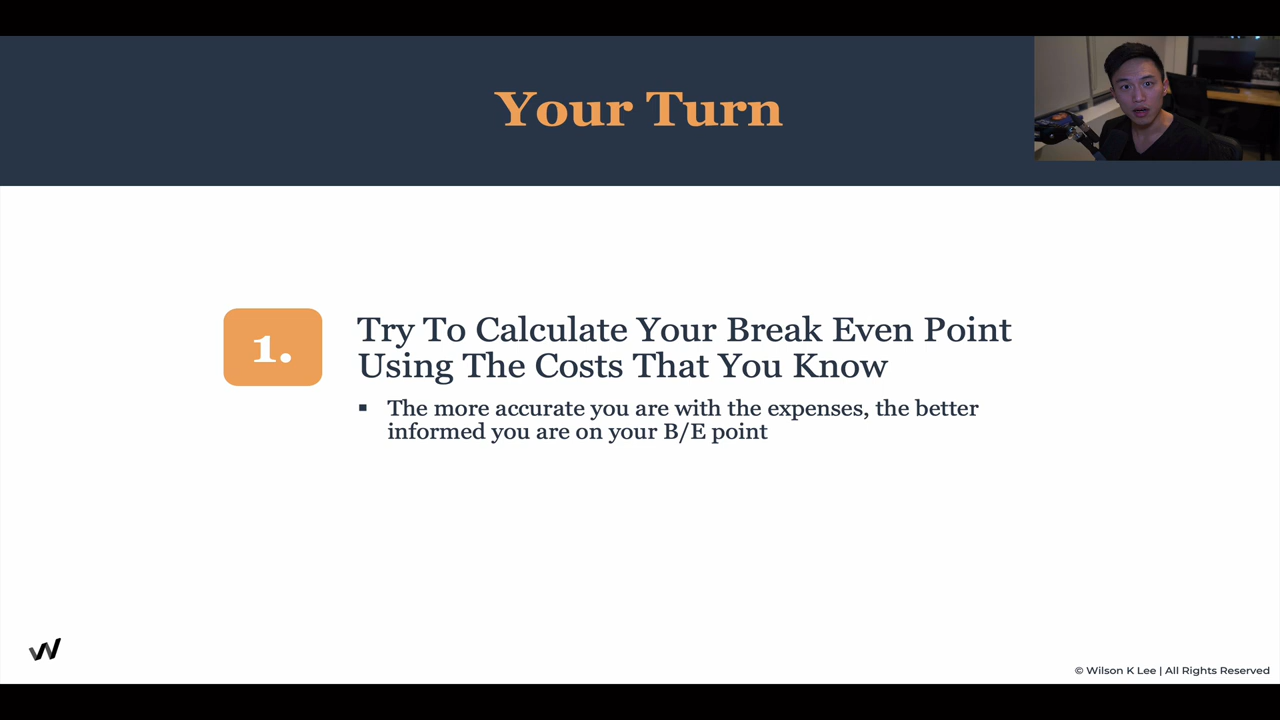 Your Turn
1.
Try To Calculate Your Break Even Point
Using The Costs That You Know
▪ The more accurate you are with the expenses, the better
informed you are on your B/E point
W
© Wilson K Lee | All Rights Reserved